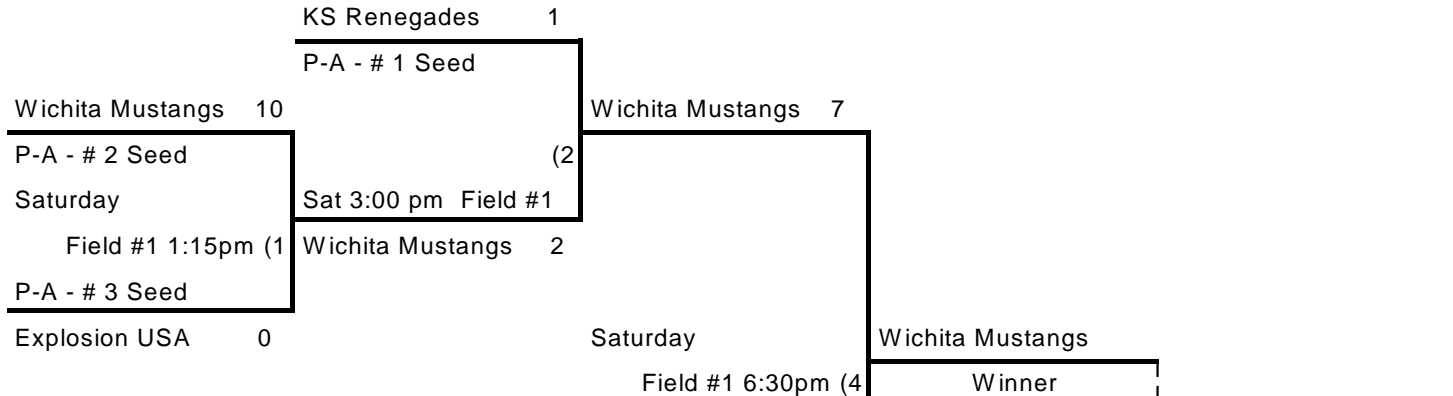 KS Renegades 1
P-A - # 1 Seed
Wichita Mustangs 10
Wichita Mustangs 7
P-A - # 2 Seed
(2
Saturday
Sat 3:00 pm Field #1
Field #1 1:15pm (1
Wichita Mustangs 2
P-A - # 3 Seed
Explosion USA 0
Saturday
Wichita Mustangs
Field #1 6:30pm (4
Winner